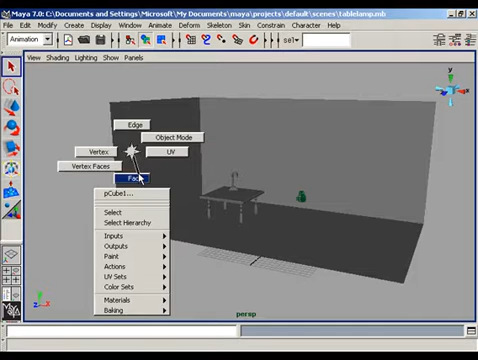 Maya 7.0: C:\Documents and Settings\Microsoft\My Documents\maya\projects\default\scenes\tablelamp.mb
File Edit Modify Create Display Window Animate Deform Skeleton Skin Constrain Character Help
Animation sel
View Shading Lighting Show Panels
Edge
Object Mode
Vertex
UV
Vertex Faces
Face
pCube1...
Select
Select Hierarchy
Inputs
Outputs
Paint
Actions
UV Sets
Color Sets
Materials
Baking
y
x
z
x
persp